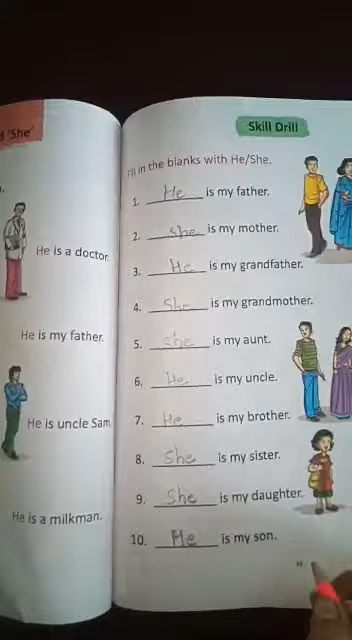 'She'
He is a doctor.
He is my father.
He is uncle Sam.
He is a milkman.
Skill Drill
Fill in the blanks with He/She.
1. He is my father.
2. She is my mother.
3. He is my grandfather.
4. She is my grandmother.
5. She is my aunt.
6. He is my uncle.
7. He is my brother.
8. She is my sister.
9. She is my daughter.
10. He is my son.